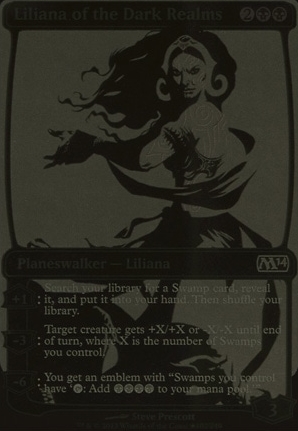 Liliana of the Dark Realms 2
Planeswalker — Liliana M14
+1: Search your library for a Swamp card, reveal
it, and put it into your hand. Then shuffle your
library.
-3: Target creature gets +X/+X or -X/-X until end
of turn, where X is the number of Swamps
you control.
-6: You get an emblem with “Swamps you control
have ‘: Add to your mana pool.’”
Steve Prescott
3